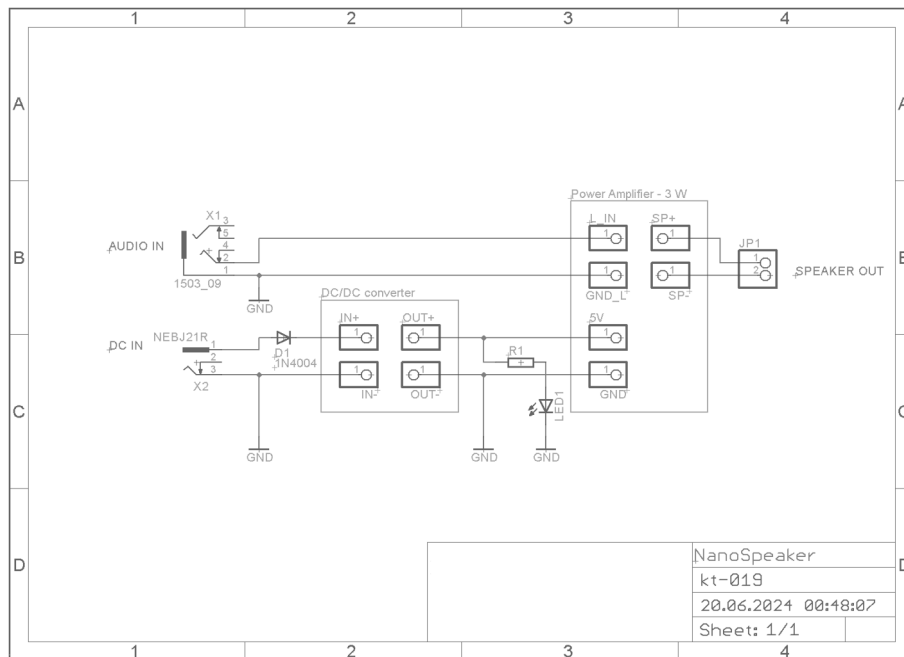 1 2 3 4
A A
Power Amplifier - 3 W
X1 3 L_IN SP+
5 1 1 JP1
AUDIO IN 4
B 2 1 B
1 1 1 2 SPEAKER OUT
1503_09 GND_L SP-
DC/DC converter
GND
NEBJ21R IN+ OUT+ 5V
DC IN 1 1 1 1
2 D1 R1
3 1N4004 1 1 1
X2 IN- OUT- GND
C LED1 C
GND GND GND
D D
NanoSpeaker
kt-019
20.06.2024 00:48:07
Sheet: 1/1
1 2 3 4